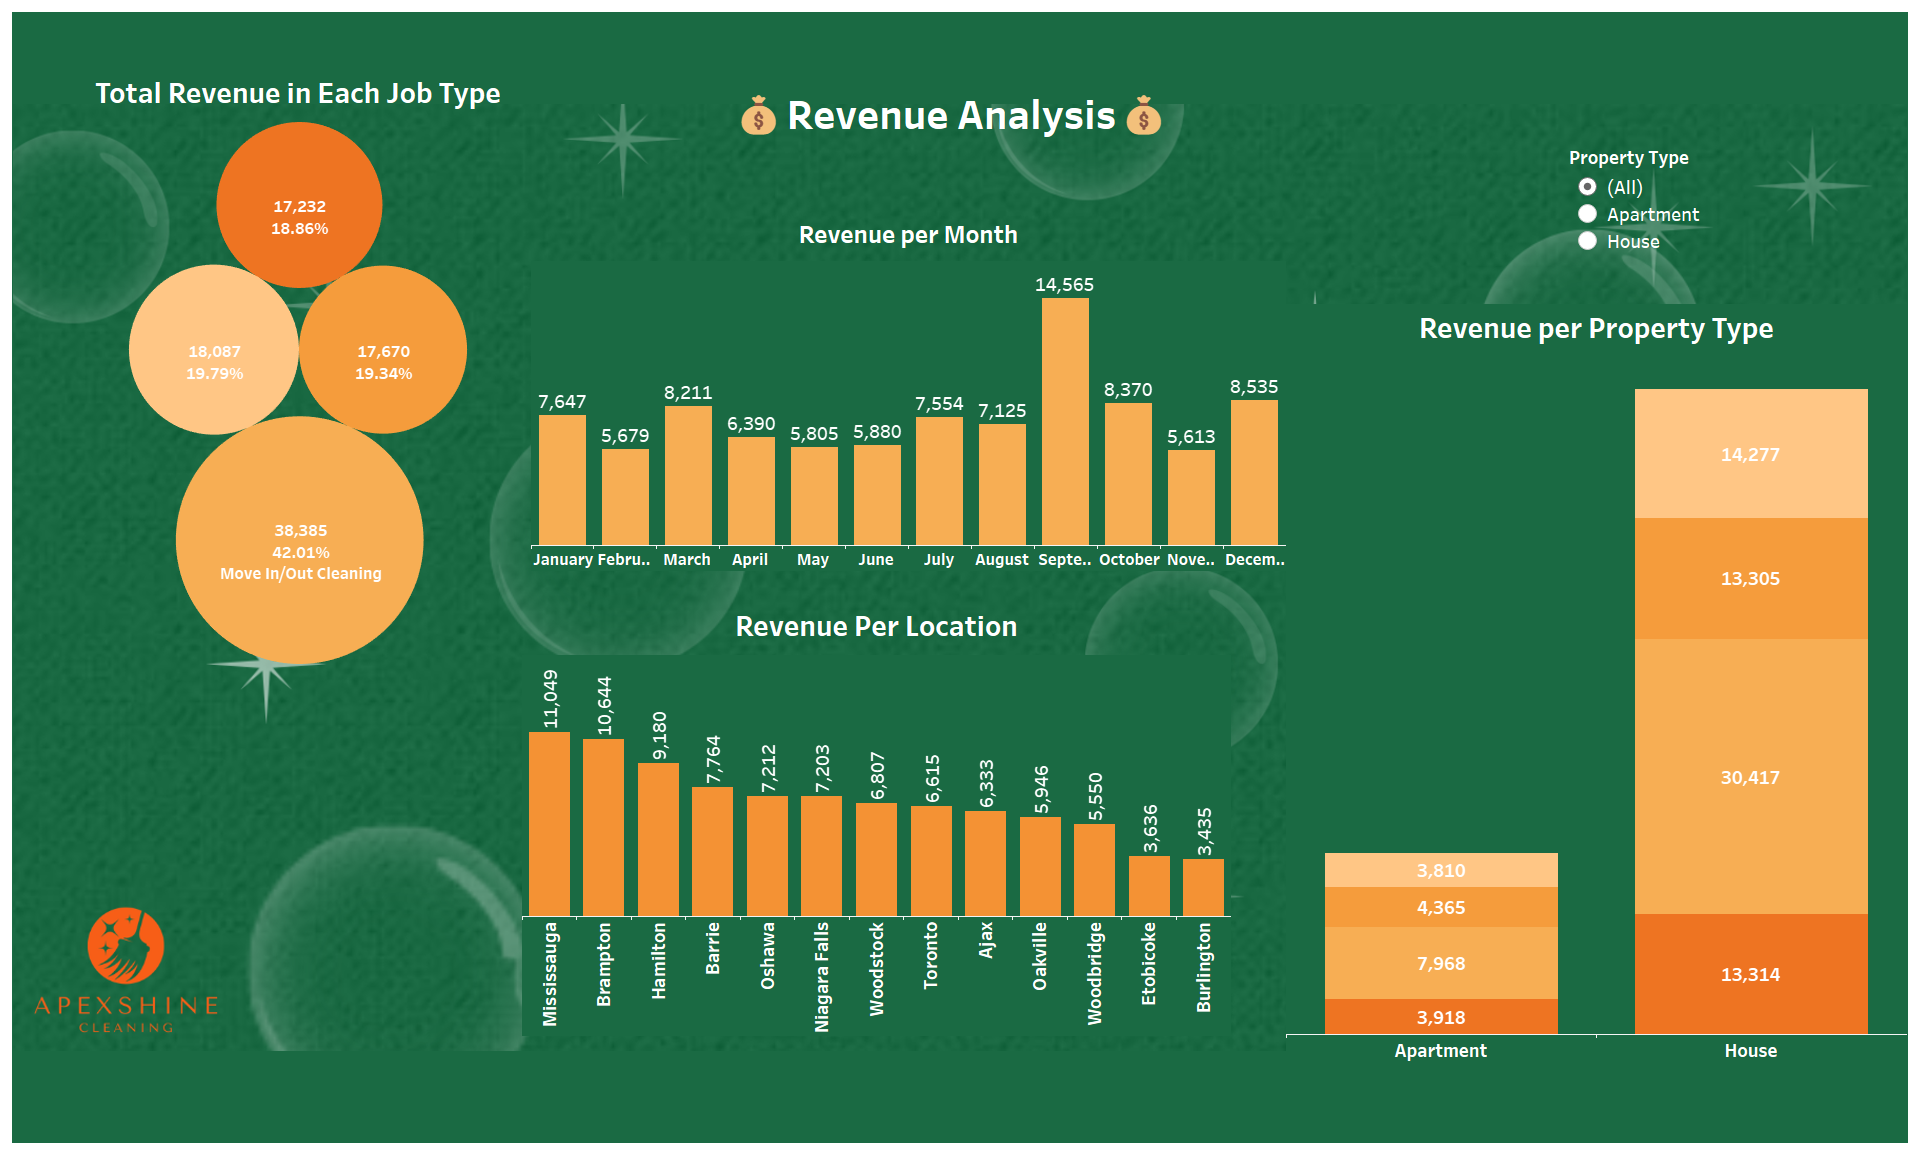 Total Revenue in Each Job Type
17,232
18.86%
18,087
19.79%
17,670
19.34%
38,385
42.01%
Move In/Out Cleaning
Revenue Analysis
Property Type
(All)
Apartment
House
Revenue per Month
7,647
5,679
8,211
6,390
5,805
5,880
7,554
7,125
14,565
8,370
5,613
8,535
January
Febru..
March
April
May
June
July
August
Septe..
October
Nove..
Decem..
Revenue Per Location
11,049
10,644
9,180
7,764
7,212
7,203
6,807
6,615
6,333
5,946
5,550
3,636
3,435
Mississauga
Brampton
Hamilton
Barrie
Oshawa
Niagara Falls
Woodstock
Toronto
Ajax
Oakville
Woodbridge
Etobicoke
Burlington
Revenue per Property Type
3,810
4,365
7,968
3,918
14,277
13,305
30,417
13,314
Apartment
House
APEXSHINE
CLEANING